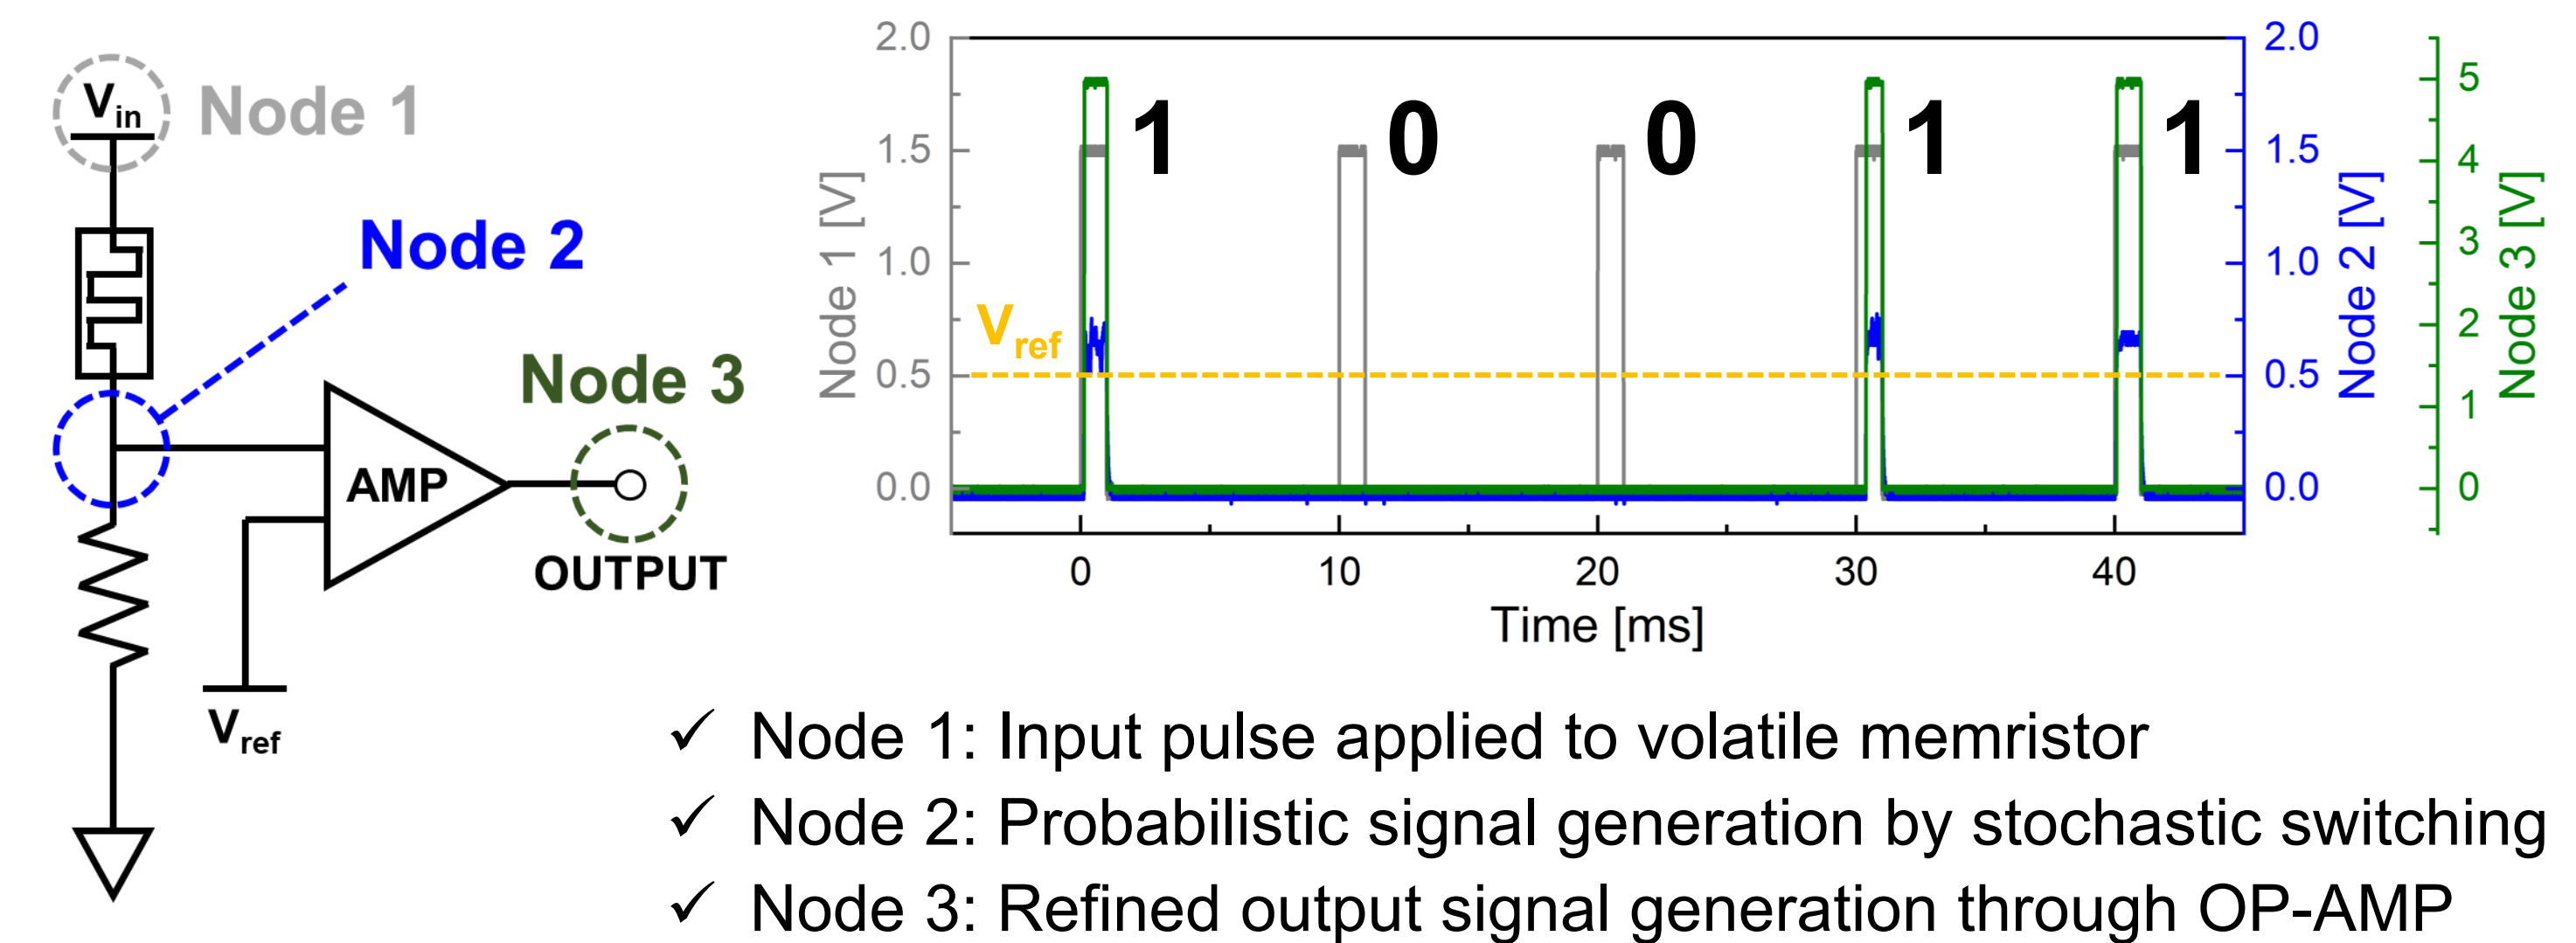 V_in
Node 1
Node 2
Node 3
AMP
OUTPUT
V_ref
2.0
1.5
1.0
0.5
0.0
Node 1 [V]
V_ref
1 0 0 1 1
2.0
1.5
1.0
0.5
0.0
Node 2 [V]
5
4
3
2
1
0
Node 3 [V]
0 10 20 30 40
Time [ms]
✓ Node 1: Input pulse applied to volatile memristor
✓ Node 2: Probabilistic signal generation by stochastic switching
✓ Node 3: Refined output signal generation through OP-AMP